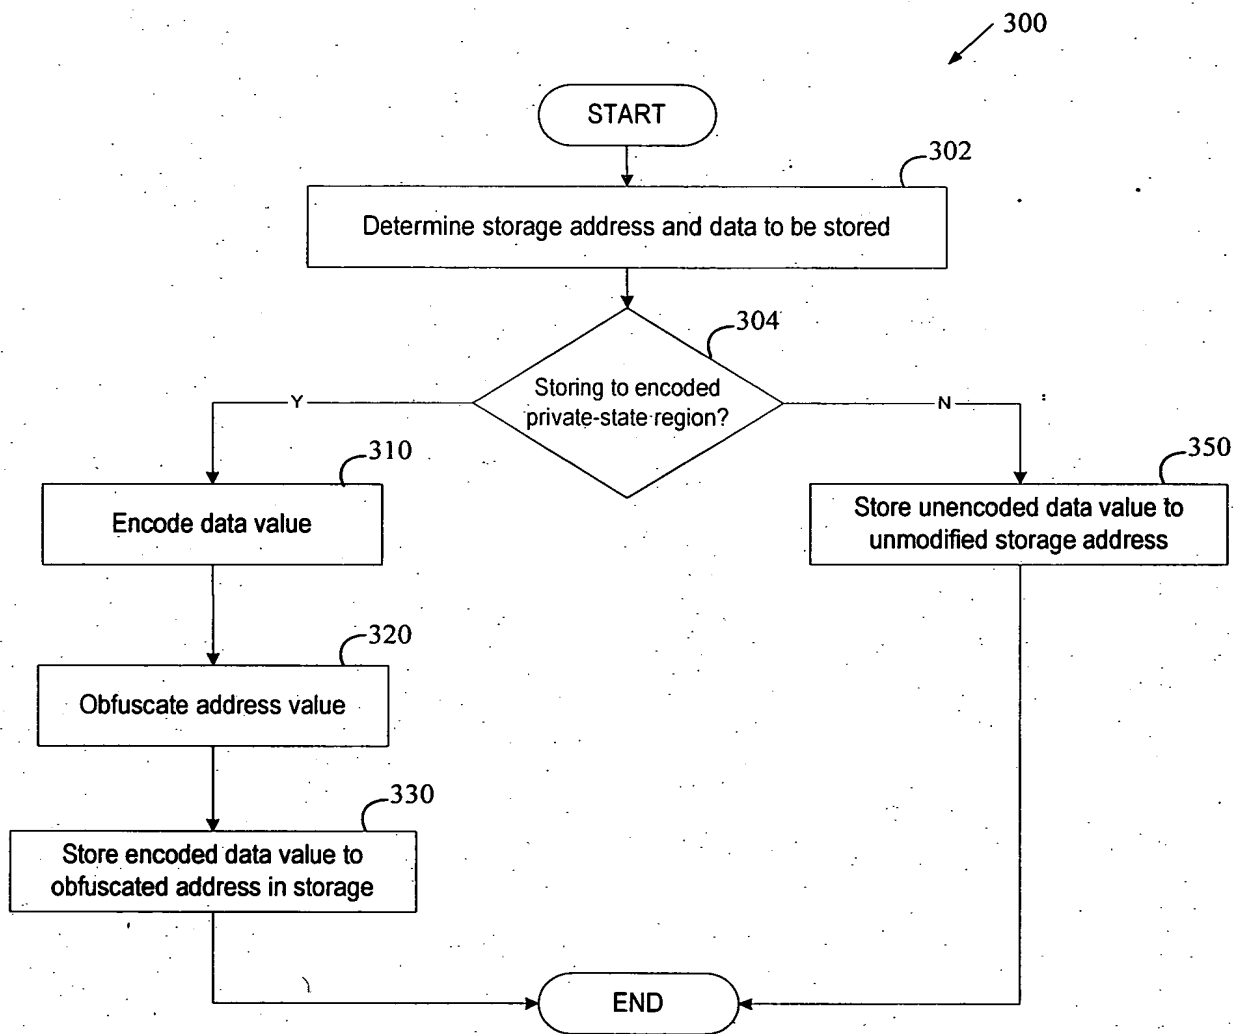 300
START
302
Determine storage address and data to be stored
304
Storing to encoded
private-state region?
Y
N
310
Encode data value
350
Store unencoded data value to
unmodified storage address
320
Obfuscate address value
330
Store encoded data value to
obfuscated address in storage
END